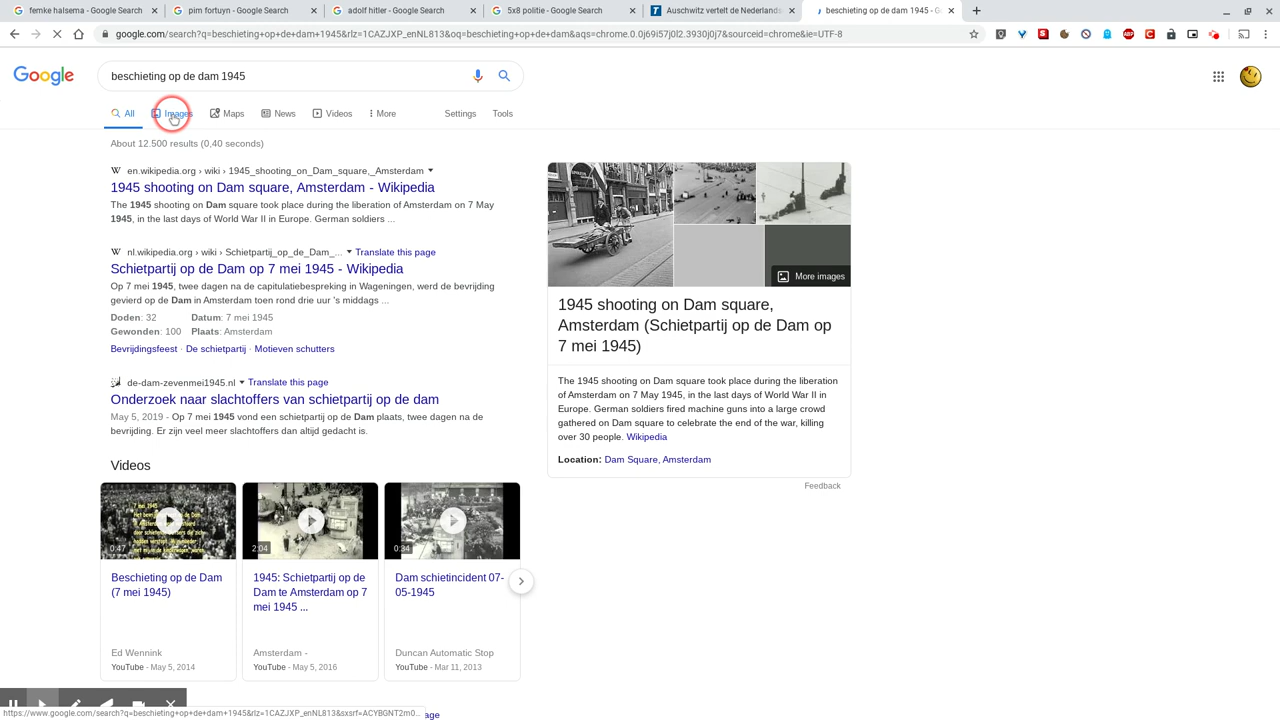 femke halsema - Google Search
pim fortuyn - Google Search
adolf hitler - Google Search
5x8 politie - Google Search
Auschwitz vertelt de Nederlands
beschieting op de dam 1945 - G
google.com/search?q=beschieting+op+de+dam+1945&rlz=1CAZJXP_enNL813&oq=beschieting+op+de+dam&aqs=chrome.0.0j69i57j0l2.3930j0j7&sourceid=chrome&ie=UTF-8
Google
beschieting op de dam 1945
All
Images
Maps
News
Videos
More
Settings
Tools
About 12.500 results (0,40 seconds)
en.wikipedia.org › wiki › 1945_shooting_on_Dam_square,_Amsterdam
1945 shooting on Dam square, Amsterdam - Wikipedia
The 1945 shooting on Dam square took place during the liberation of Amsterdam on 7 May
1945, in the last days of World War II in Europe. German soldiers ...
nl.wikipedia.org › wiki › Schietpartij_op_de_Dam_... Translate this page
Schietpartij op de Dam op 7 mei 1945 - Wikipedia
Op 7 mei 1945, twee dagen na de capitulatiebespreking in Wageningen, werd de bevrijding
gevierd op de Dam in Amsterdam toen rond drie uur 's middags ...
Doden: 32 Datum: 7 mei 1945
Gewonden: 100 Plaats: Amsterdam
Bevrijdingsfeest · De schietpartij · Motieven schutters
de-dam-zevenmei1945.nl Translate this page
Onderzoek naar slachtoffers van schietpartij op de dam
May 5, 2019 - Op 7 mei 1945 vond een schietpartij op de Dam plaats, twee dagen na de
bevrijding. Er zijn veel meer slachtoffers dan altijd gedacht is.
Videos
0:47
2:04
0:34
Beschieting op de Dam
(7 mei 1945)
Ed Wennink
YouTube - May 5, 2014
1945: Schietpartij op de
Dam te Amsterdam op 7
mei 1945 ...
Amsterdam -
YouTube - May 5, 2016
Dam schietincident 07-
05-1945
Duncan Automatic Stop
YouTube - Mar 11, 2013
More images
1945 shooting on Dam square,
Amsterdam (Schietpartij op de Dam op
7 mei 1945)
The 1945 shooting on Dam square took place during the liberation
of Amsterdam on 7 May 1945, in the last days of World War II in
Europe. German soldiers fired machine guns into a large crowd
gathered on Dam square to celebrate the end of the war, killing
over 30 people. Wikipedia
Location: Dam Square, Amsterdam
Feedback
https://www.google.com/search?q=beschieting+op+de+dam+1945&rlz=1CAZJXP_enNL813&sxsrf=ACYBGNT2m0...
age